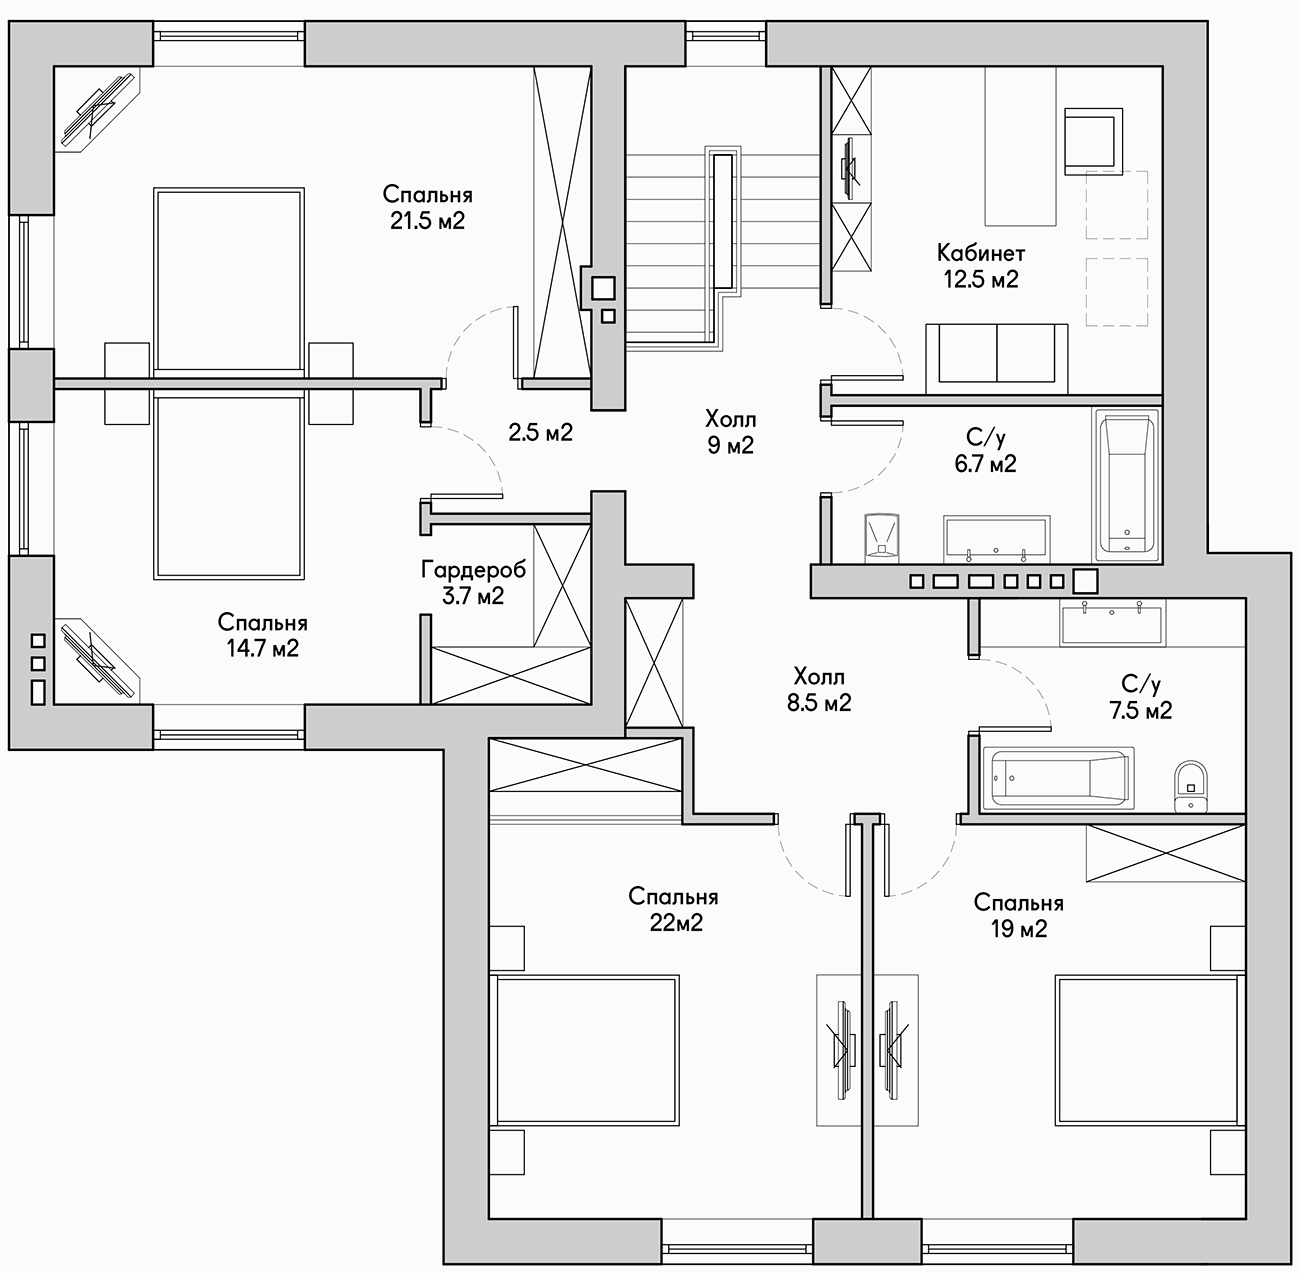 Спальня
21.5 м2
Кабинет
12.5 м2
Холл
9 м2
2.5 м2
С/у
6.7 м2
Гардероб
3.7 м2
Спальня
14.7 м2
Холл
8.5 м2
С/у
7.5 м2
Спальня
22м2
Спальня
19 м2